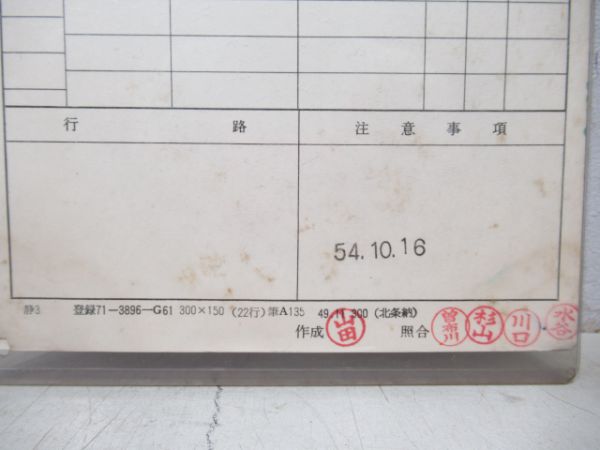 行路 注意事項
54.10.16
静3 登録71-3896-G61 300×150 (22行) 筆A135 49.11 300 (北条納)
作成 山田 照合 曽布川 杉山 川口 水谷